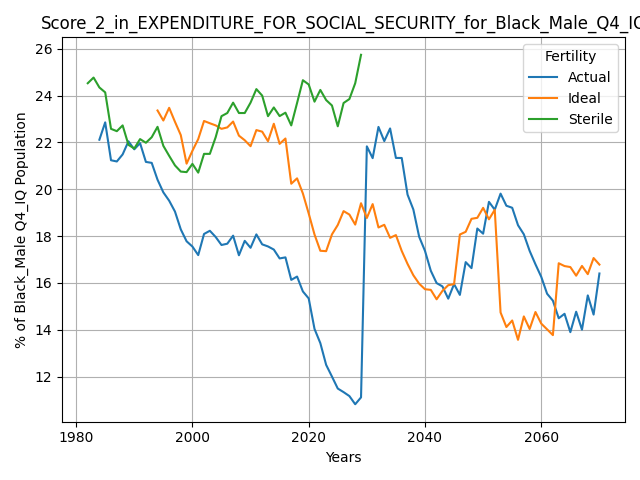 Score_2_in_EXPENDITURE_FOR_SOCIAL_SECURITY_for_Black_Male_Q4_IQ
Fertility
Actual
Ideal
Sterile
% of Black_Male Q4_IQ Population
26
24
22
20
18
16
14
12
1980 2000 2020 2040 2060
Years